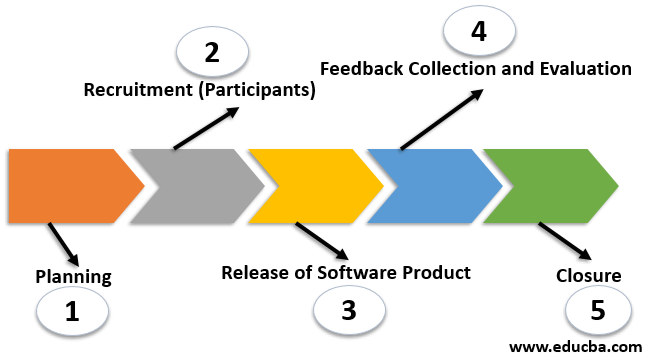 1
Planning
2
Recruitment (Participants)
3
Release of Software Product
4
Feedback Collection and Evaluation
5
Closure
www.educba.com